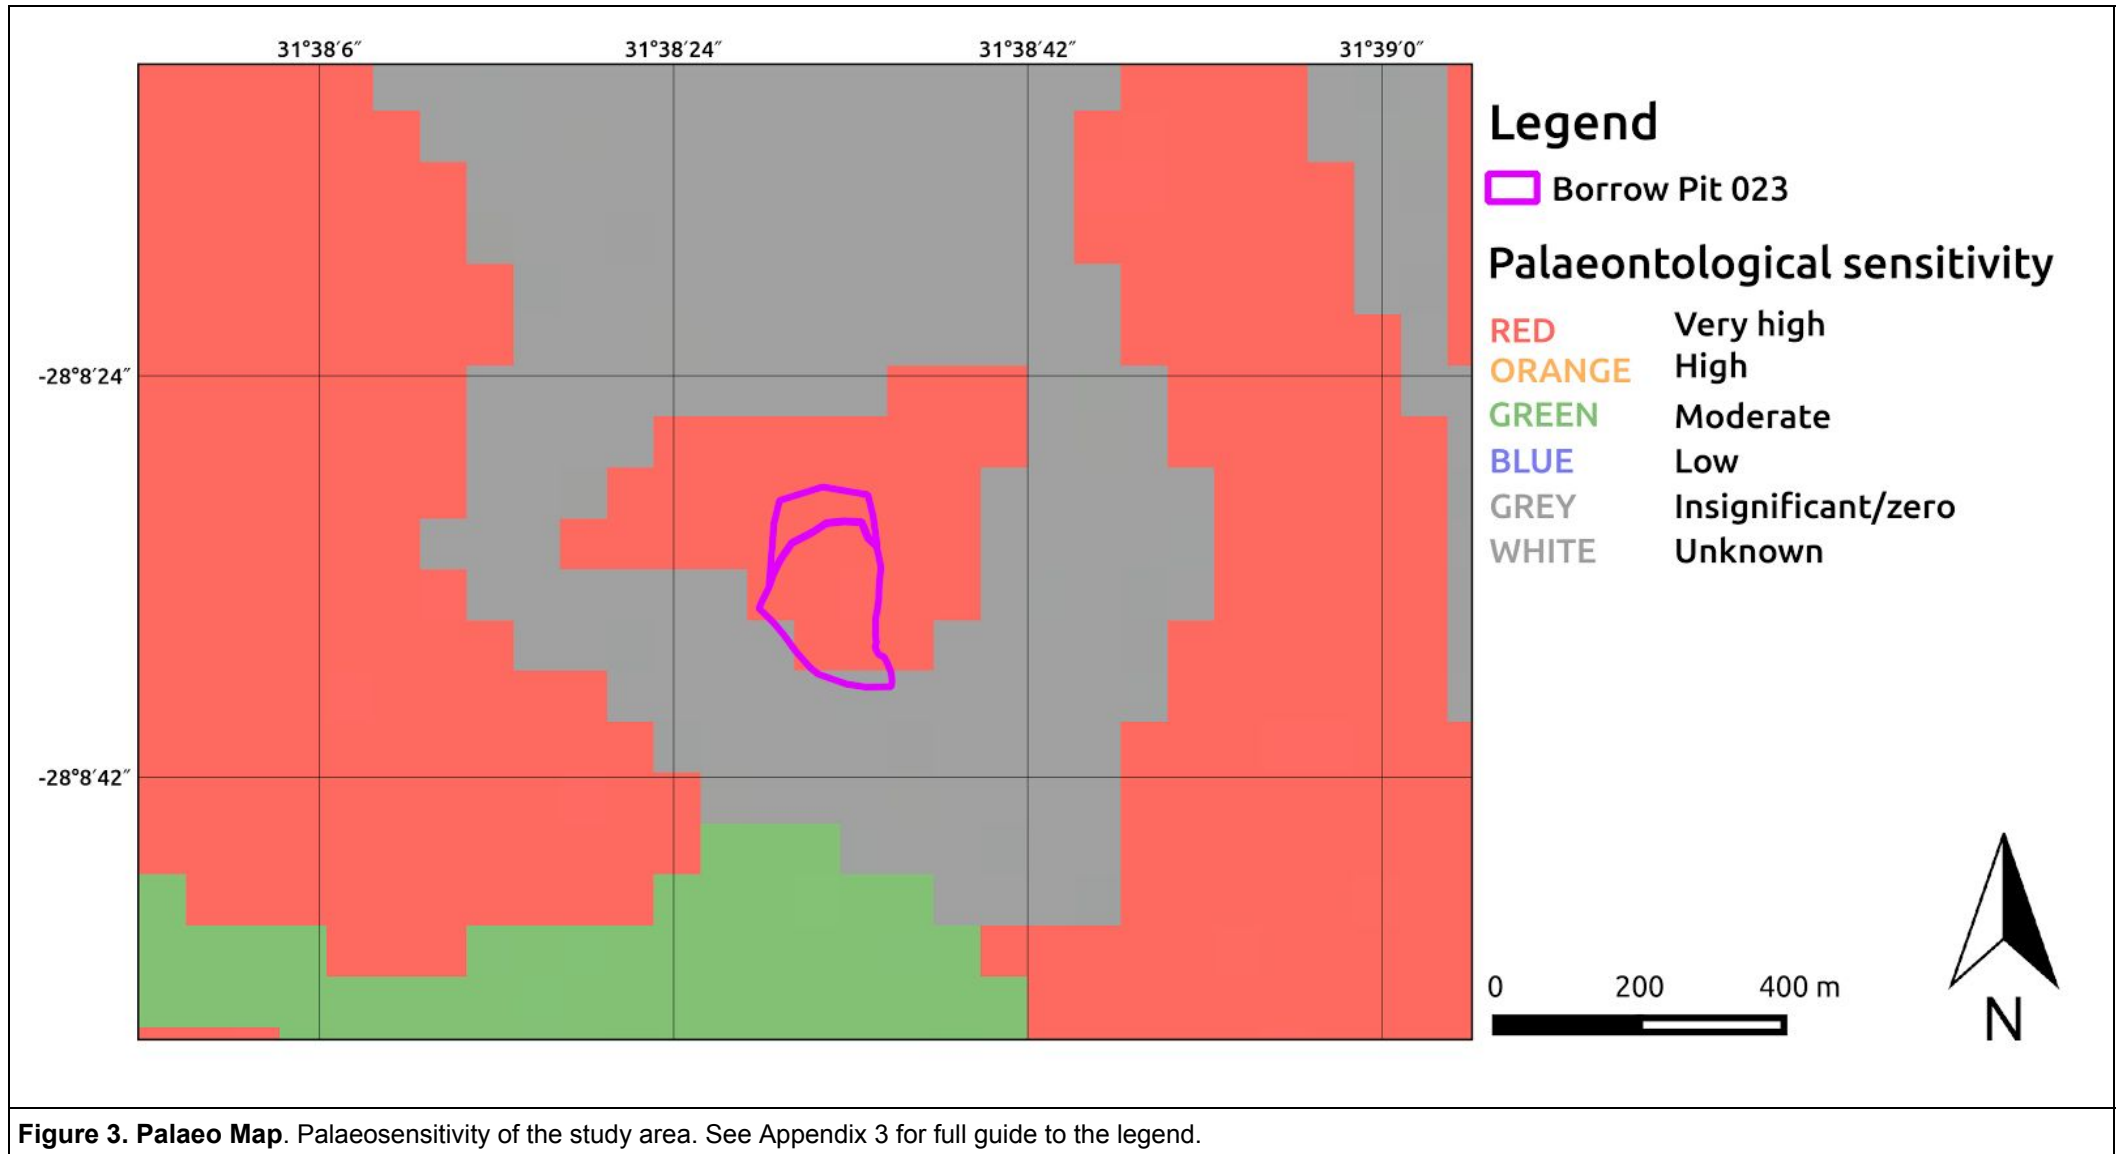 31°38′6″ 31°38′24″ 31°38′42″ 31°39′0″
-28°8′24″
-28°8′42″
Legend
Borrow Pit 023
Palaeontological sensitivity
RED Very high
ORANGE High
GREEN Moderate
BLUE Low
GREY Insignificant/zero
WHITE Unknown
0 200 400 m
N
Figure 3. Palaeo Map. Palaeosensitivity of the study area. See Appendix 3 for full guide to the legend.